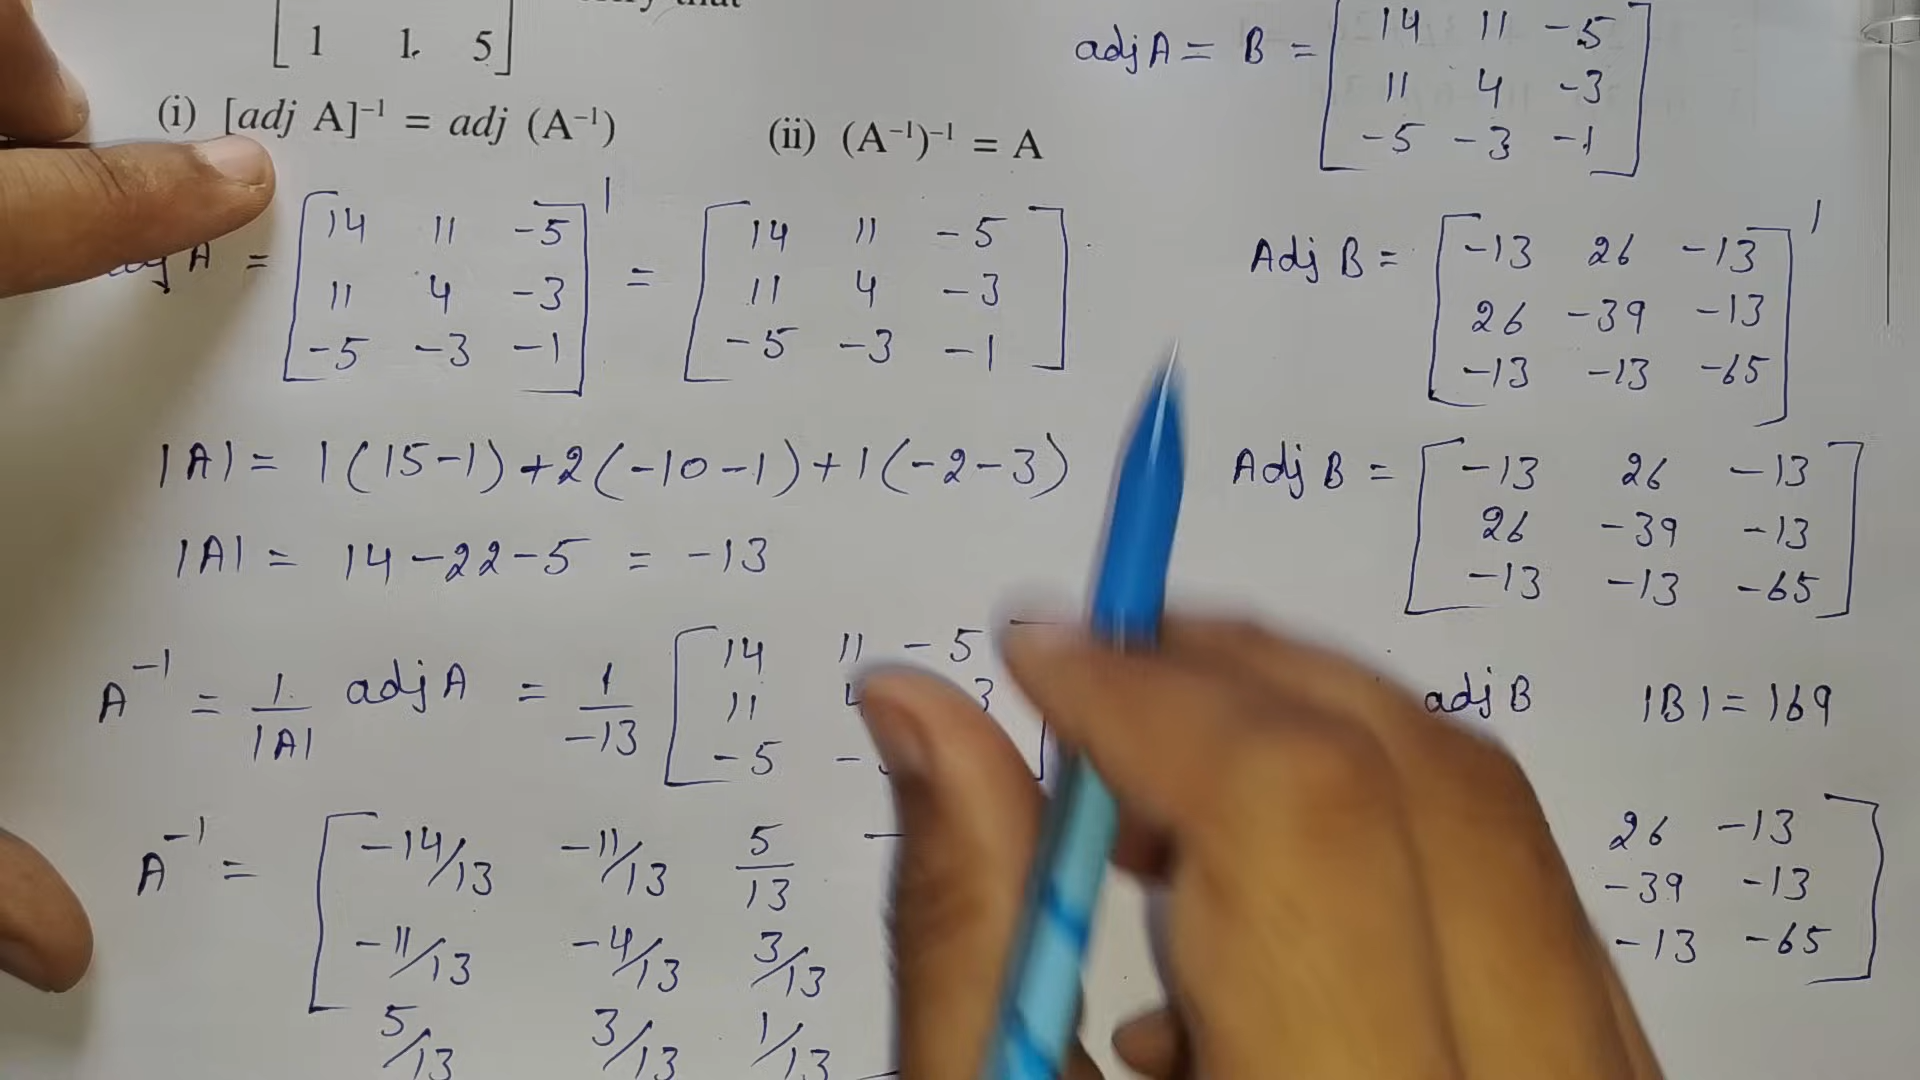 that
1 1 5
(i) [adj A]⁻¹ = adj (A⁻¹) (ii) (A⁻¹)⁻¹ = A
A =
[14 11 -5
11 4 -3
-5 -3 -1]'
=
[14 11 -5
11 4 -3
-5 -3 -1]
|A| = 1(15-1)+2(-10-1)+1(-2-3)
|A| = 14-22-5 = -13
A⁻¹ = 1/|A| adj A = 1/-13
[14 11 -5
11 4 3
-5 -
A⁻¹ =
[-14/13 -11/13 5/13
-11/13 -4/13 3/13
5/13 3/13 1/13
adj A = B =
[14 11 -5
11 4 -3
-5 -3 -1]
Adj B =
[-13 26 -13
26 -39 -13
-13 -13 -65]'
Adj B =
[-13 26 -13
26 -39 -13
-13 -13 -65]
adj B |B| = 169
26 -13
-39 -13
-13 -65]